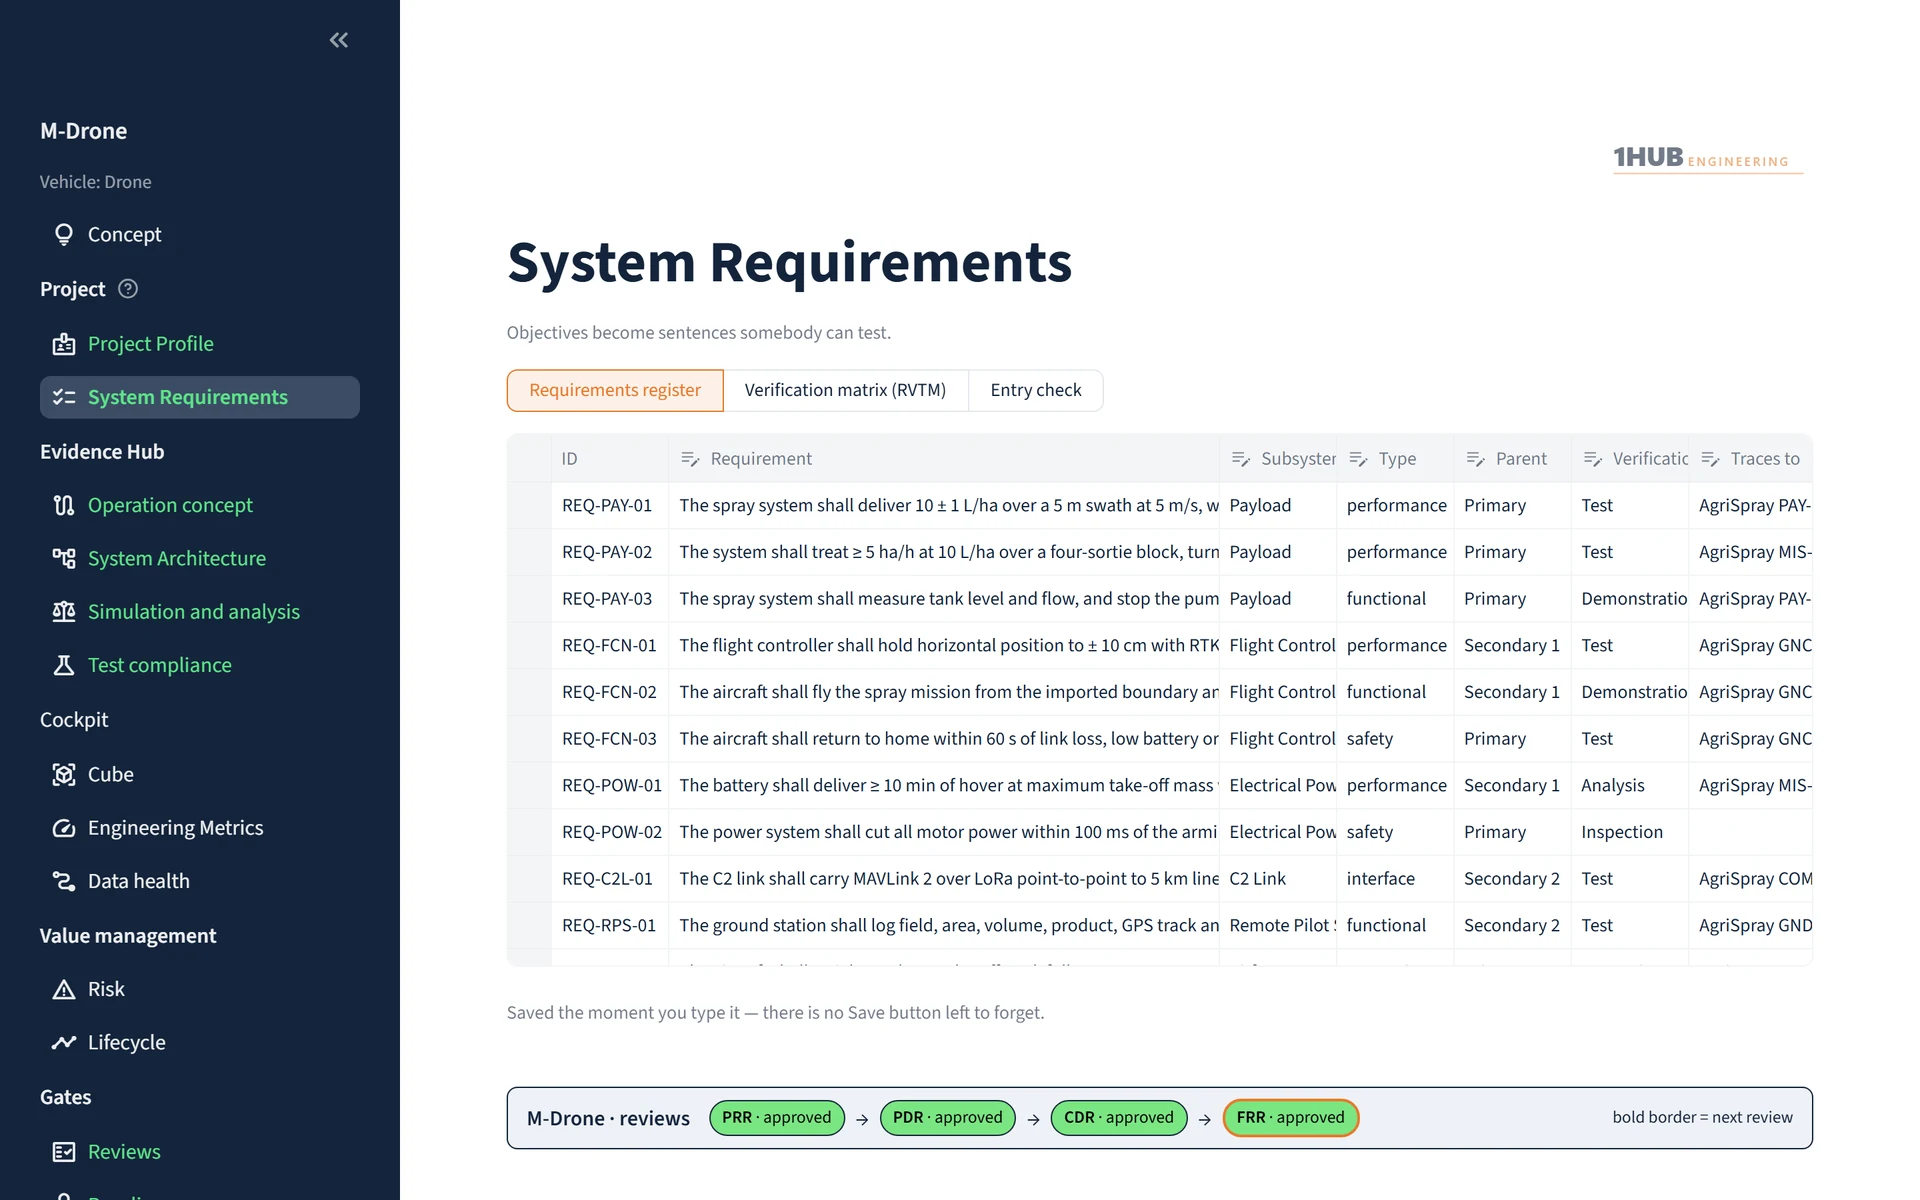 M-Drone
Vehicle: Drone
Concept
Project
Project Profile
System Requirements
Evidence Hub
Operation concept
System Architecture
Simulation and analysis
Test compliance
Cockpit
Cube
Engineering Metrics
Data health
Value management
Risk
Lifecycle
Gates
Reviews
1HUB ENGINEERING
System Requirements
Objectives become sentences somebody can test.
Requirements register Verification matrix (RVTM) Entry check
ID Requirement Subsyster Type Parent Verificatic Traces to
REQ-PAY-01 The spray system shall deliver 10 ± 1 L/ha over a 5 m swath at 5 m/s, w Payload performance Primary Test AgriSpray PAY-
REQ-PAY-02 The system shall treat ≥ 5 ha/h at 10 L/ha over a four-sortie block, turn Payload performance Primary Test AgriSpray MIS-
REQ-PAY-03 The spray system shall measure tank level and flow, and stop the pum Payload functional Primary Demonstratio AgriSpray PAY-
REQ-FCN-01 The flight controller shall hold horizontal position to ± 10 cm with RTK Flight Control performance Secondary 1 Test AgriSpray GNC
REQ-FCN-02 The aircraft shall fly the spray mission from the imported boundary an Flight Control functional Secondary 1 Demonstratio AgriSpray GNC
REQ-FCN-03 The aircraft shall return to home within 60 s of link loss, low battery or Flight Control safety Primary Test AgriSpray GNC
REQ-POW-01 The battery shall deliver ≥ 10 min of hover at maximum take-off mass Electrical Pow performance Secondary 1 Analysis AgriSpray MIS-
REQ-POW-02 The power system shall cut all motor power within 100 ms of the armi Electrical Pow safety Primary Inspection
REQ-C2L-01 The C2 link shall carry MAVLink 2 over LoRa point-to-point to 5 km line C2 Link interface Secondary 2 Test AgriSpray COM
REQ-RPS-01 The ground station shall log field, area, volume, product, GPS track an Remote Pilot functional Secondary 2 Test AgriSpray GND
Saved the moment you type it — there is no Save button left to forget.
M-Drone · reviews PRR · approved → PDR · approved → CDR · approved → FRR · approved bold border = next review